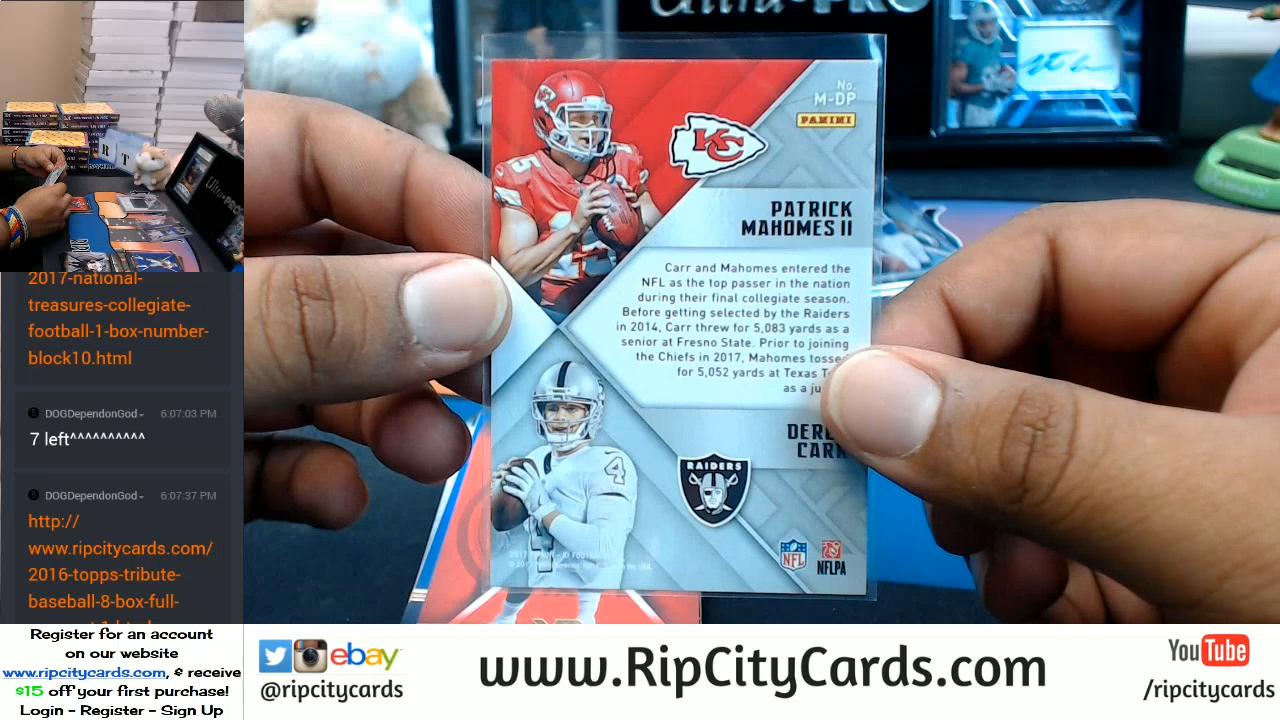 Ultra-PRO
No.
M-DP
PANINI
KC
PATRICK
MAHOMES II
Carr and Mahomes entered the
NFL as the top passer in the nation
during their final collegiate season.
Before getting selected by the Raiders
in 2014, Carr threw for 5,083 yards as a
senior at Fresno State. Prior to joining
the Chiefs in 2017, Mahomes tossed
for 5,052 yards at Texas
as a
CARR
RAIDERS
4
NFL
NFLPA
2017-national-
treasures-collegiate-
football-1-box-number-
block10.html
DOGDependonGod
6:07:03 PM
7 left^^^^^^^^^^
DOGDependonGod
6:07:37 PM
http://
www.ripcitycards.com/
2016-topps-tribute-
baseball-8-box-full-
Register for an account
on our website
www.ripcitycards.com, & receive
$15 off your first purchase!
Login - Register - Sign Up
ebay
@ripcitycards
www.RipCityCards.com
YouTube
/ripcitycards